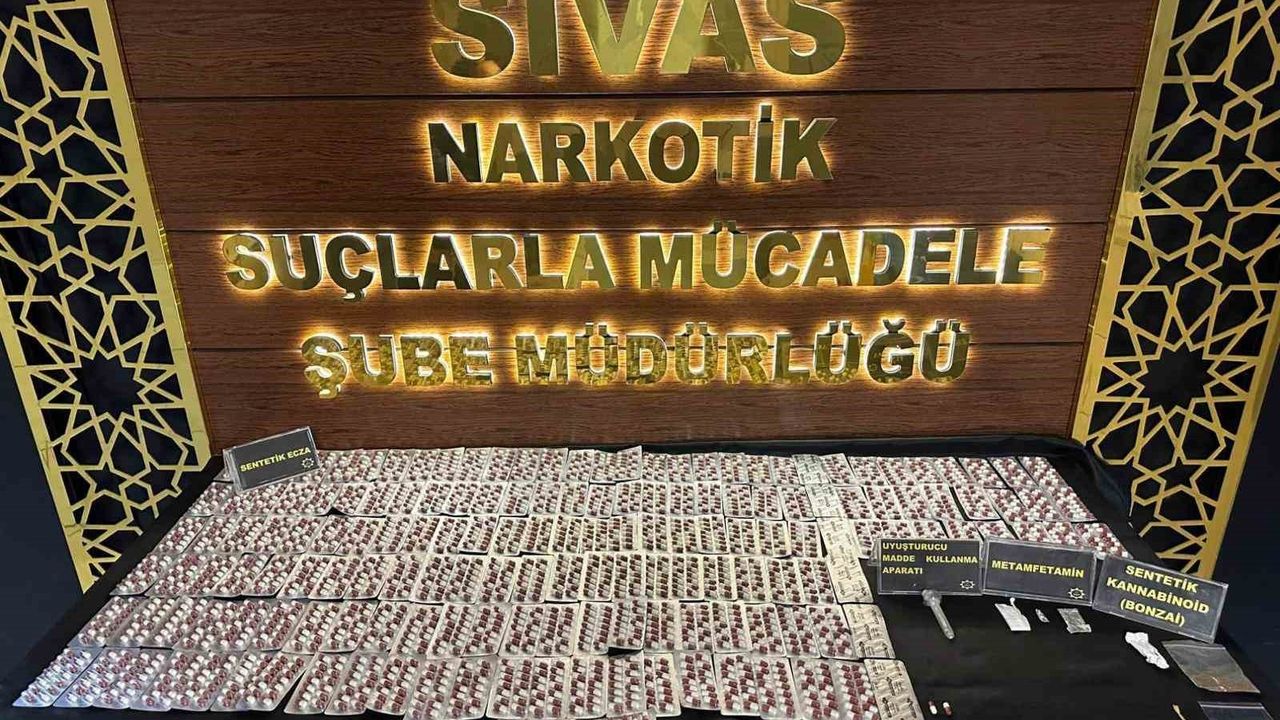 SİVAS
NARKOTİK
SUÇLARLA MÜCADELE
ŞUBE MÜDÜRLÜĞÜ
SENTETİK ECZA
UYUŞTURUCU
MADDE KULLANMA
APARATI
METAMFETAMİN
SENTETİK
KANNABİNOİD
(BONZAİ)